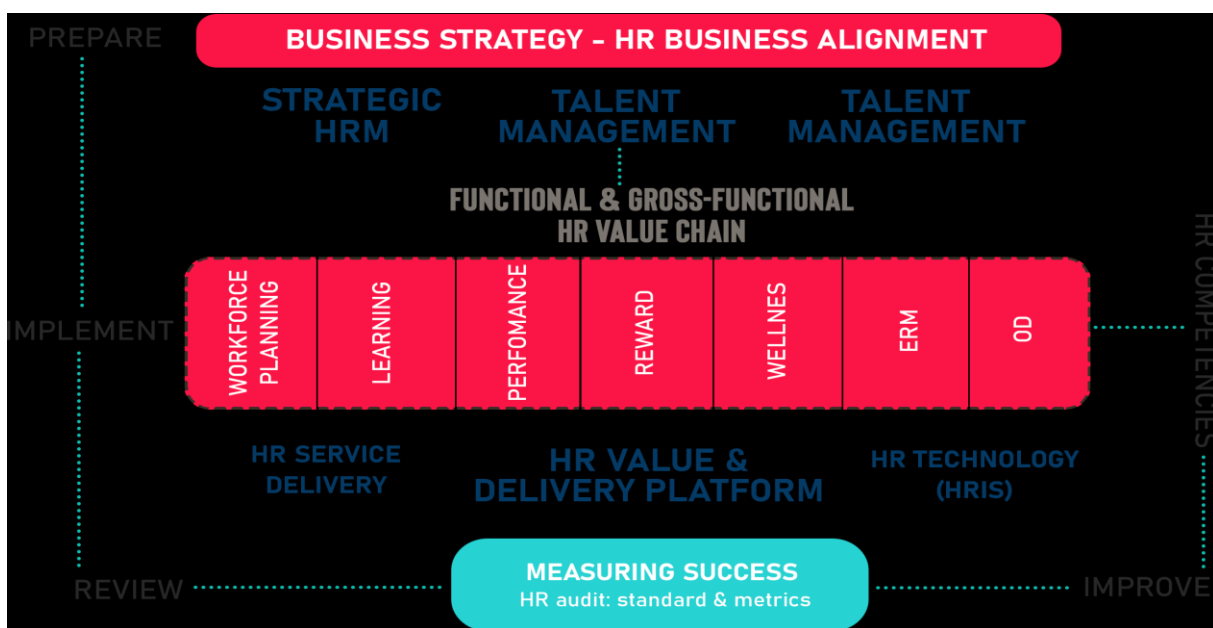 PREPARE
BUSINESS STRATEGY – HR BUSINESS ALIGNMENT
STRATEGIC
HRM
TALENT
MANAGEMENT
TALENT
MANAGEMENT
FUNCTIONAL & GROSS-FUNCTIONAL
HR VALUE CHAIN
IMPLEMENT
WORKFORCE
PLANNING
LEARNING
PERFOMANCE
REWARD
WELLNES
ERM
OD
HR COMPETENCIES
HR SERVICE
DELIVERY
HR VALUE &
DELIVERY PLATFORM
HR TECHNOLOGY
(HRIS)
REVIEW
MEASURING SUCCESS
HR audit: standard & metrics
IMPROVE